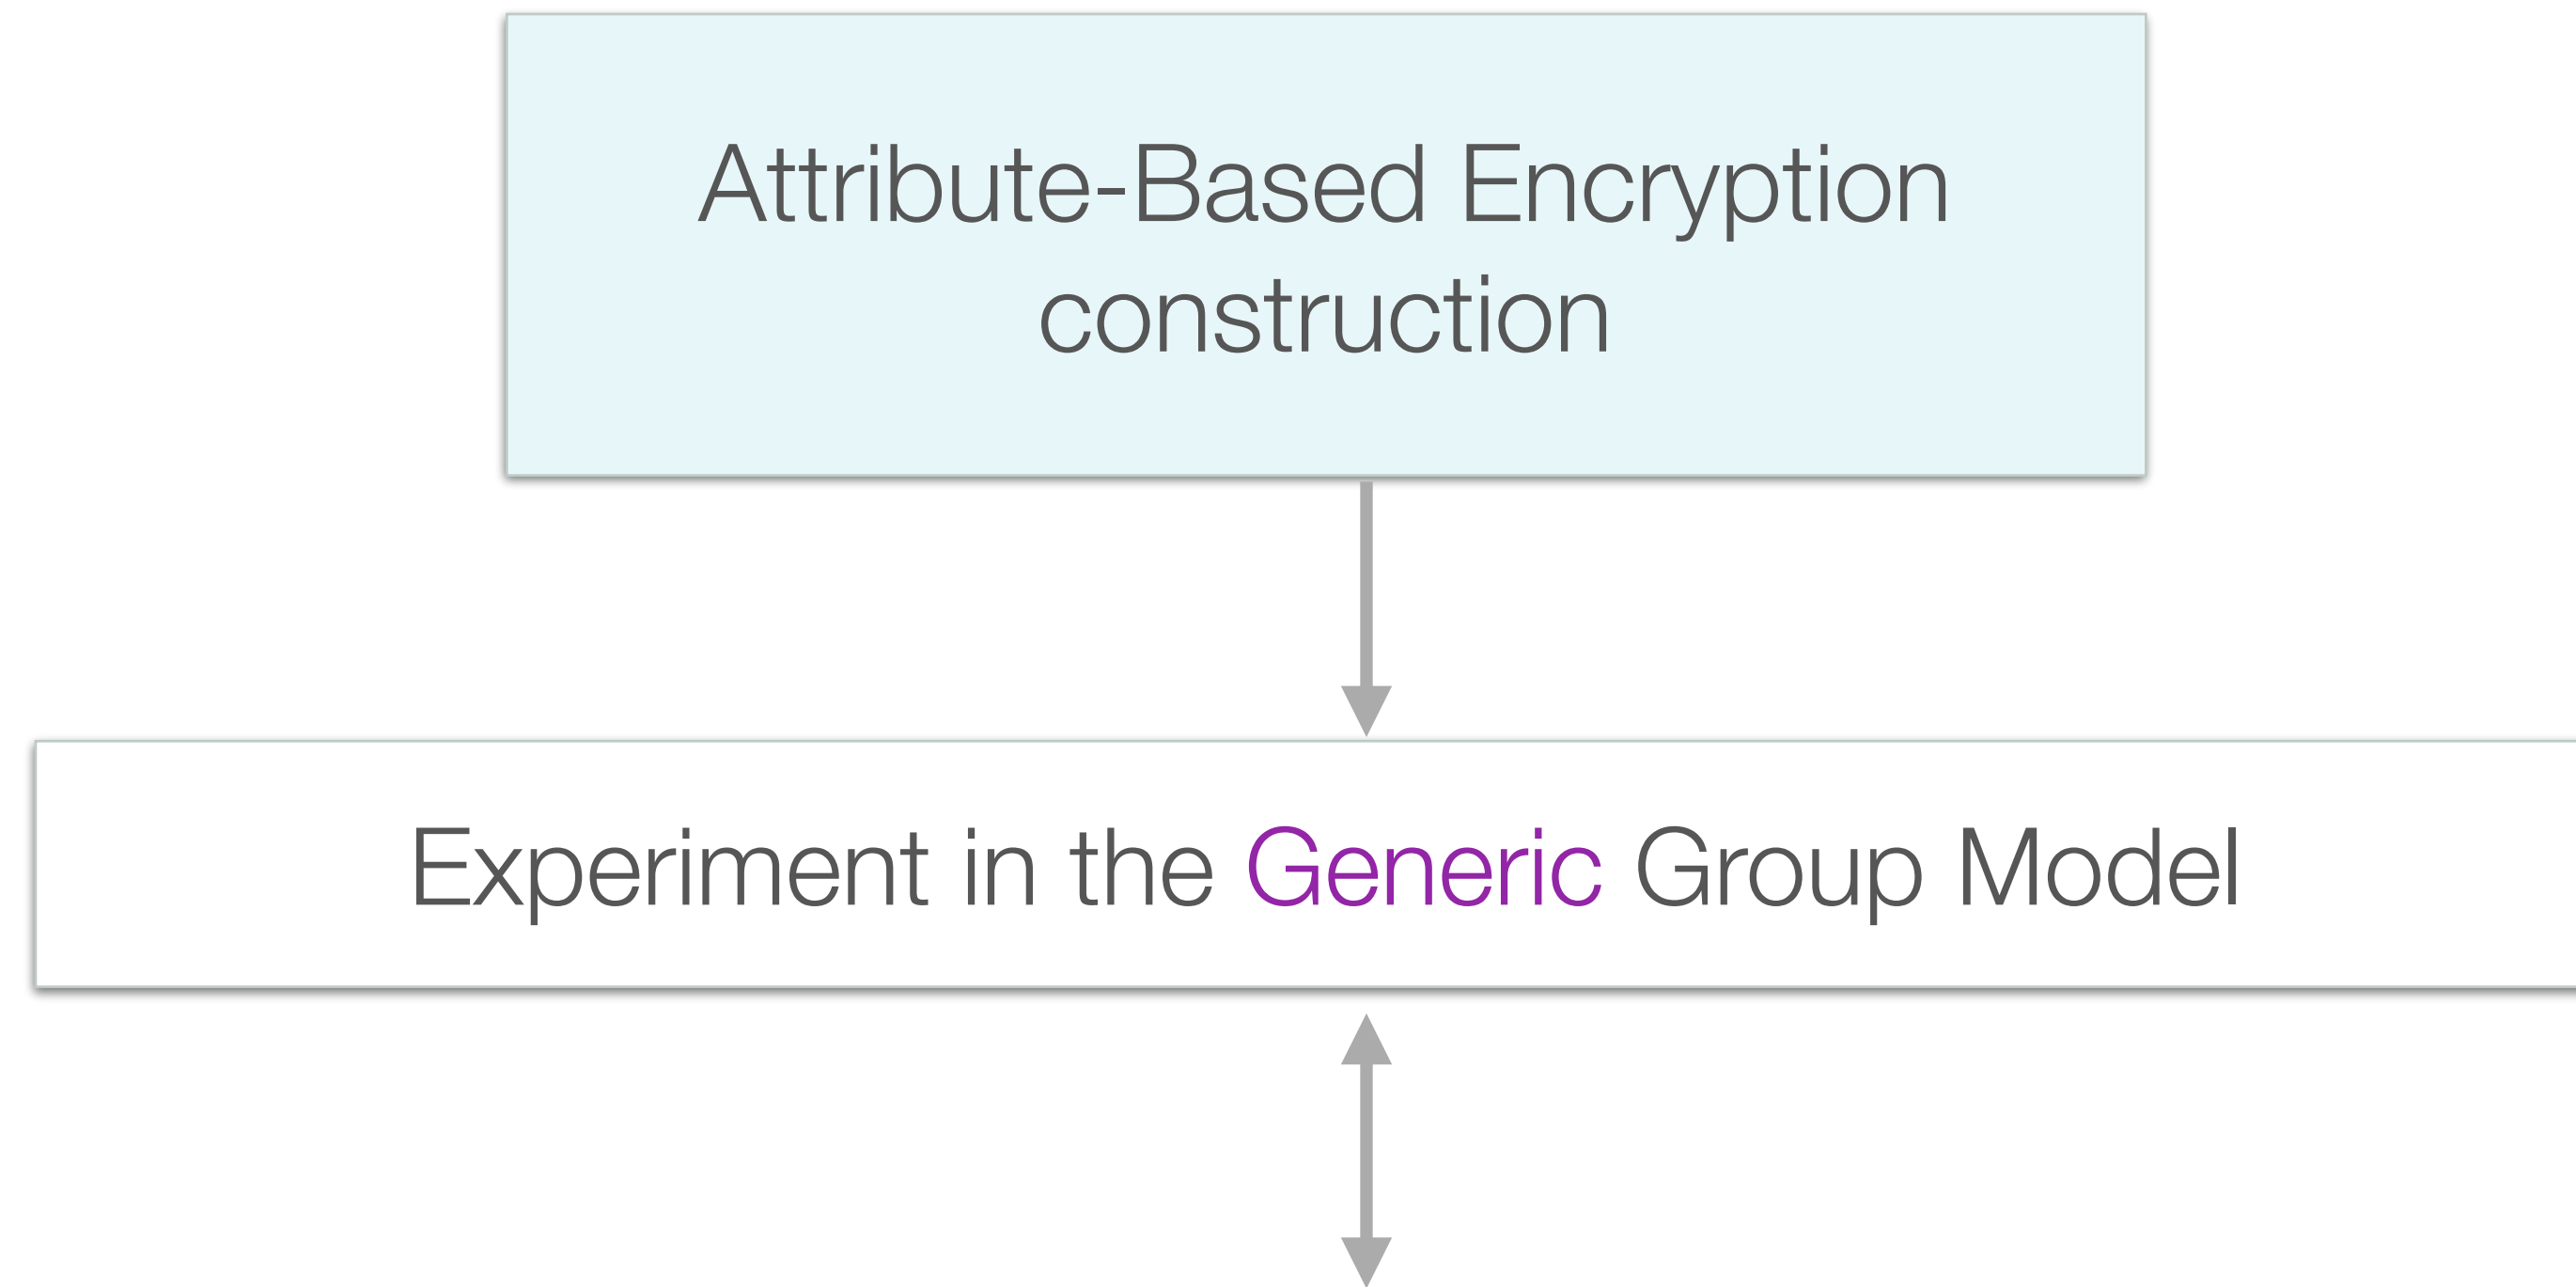 Attribute-Based Encryption
construction
Experiment in the Generic Group Model